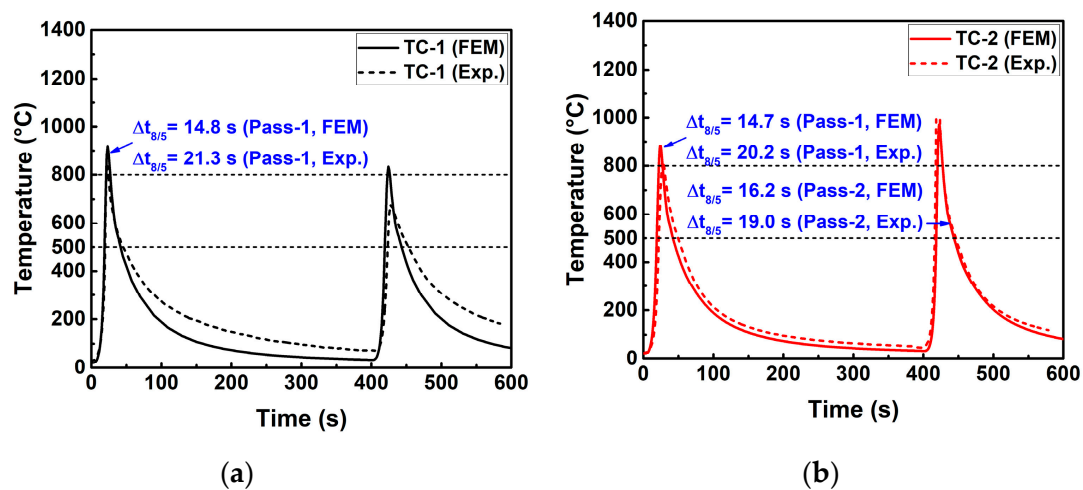 1400
1200
1000
800
600
500
400
200
0
Temperature (°C)
TC-1 (FEM)
TC-1 (Exp.)
Δt8/5= 14.8 s (Pass-1, FEM)
Δt8/5= 21.3 s (Pass-1, Exp.)
0 100 200 300 400 500 600
Time (s)
(a)
1400
1200
1000
800
600
500
400
200
0
Temperature (°C)
TC-2 (FEM)
TC-2 (Exp.)
Δt8/5= 14.7 s (Pass-1, FEM)
Δt8/5= 20.2 s (Pass-1, Exp.)
Δt8/5= 16.2 s (Pass-2, FEM)
Δt8/5= 19.0 s (Pass-2, Exp.)
0 100 200 300 400 500 600
Time (s)
(b)